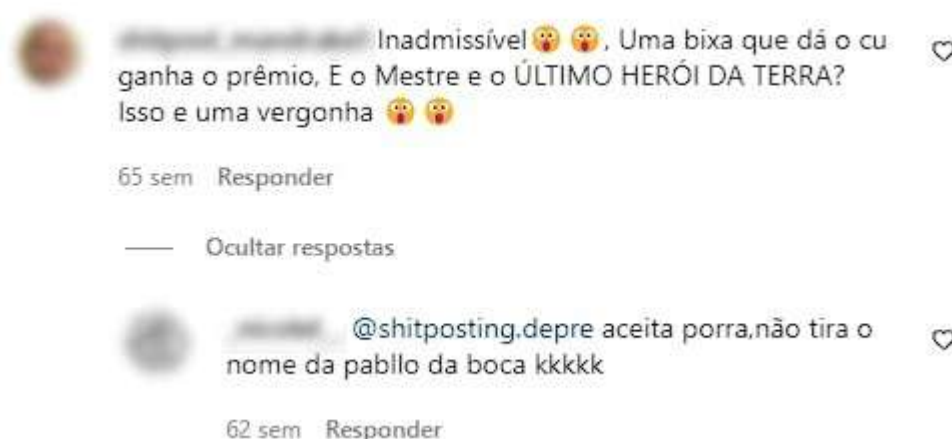 Inadmissível😲 😲, Uma bixa que dá o cu
ganha o prêmio, E o Mestre e o ÚLTIMO HERÓI DA TERRA?
Isso e uma vergonha 😲 😲
65 sem Responder
Ocultar respostas
@shitposting.depre aceita porra,não tira o
nome da pabllo da boca kkkkk
62 sem Responder